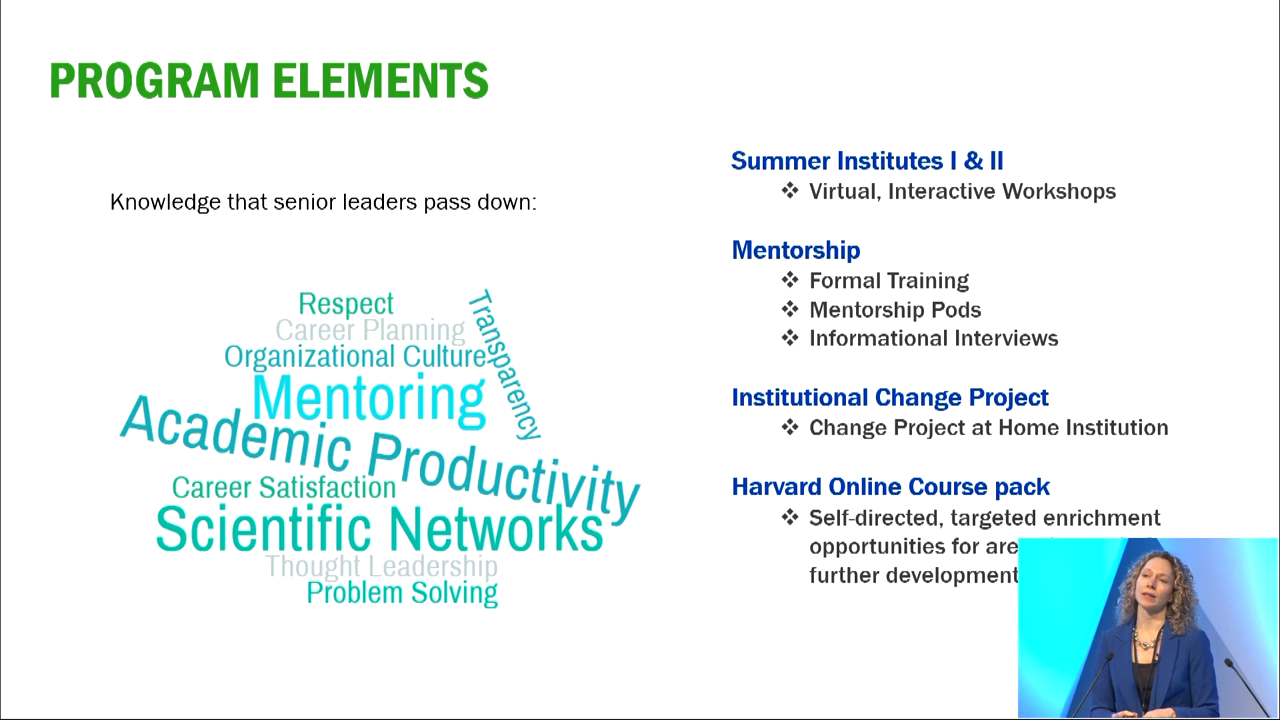 PROGRAM ELEMENTS
Knowledge that senior leaders pass down:
Respect
Career Planning
Transparency
Organizational Culture
Mentoring
Academic Productivity
Career Satisfaction
Scientific Networks
Thought Leadership
Problem Solving
Summer Institutes I & II
❖ Virtual, Interactive Workshops
Mentorship
❖ Formal Training
❖ Mentorship Pods
❖ Informational Interviews
Institutional Change Project
❖ Change Project at Home Institution
Harvard Online Course pack
❖ Self-directed, targeted enrichment
opportunities for
further development